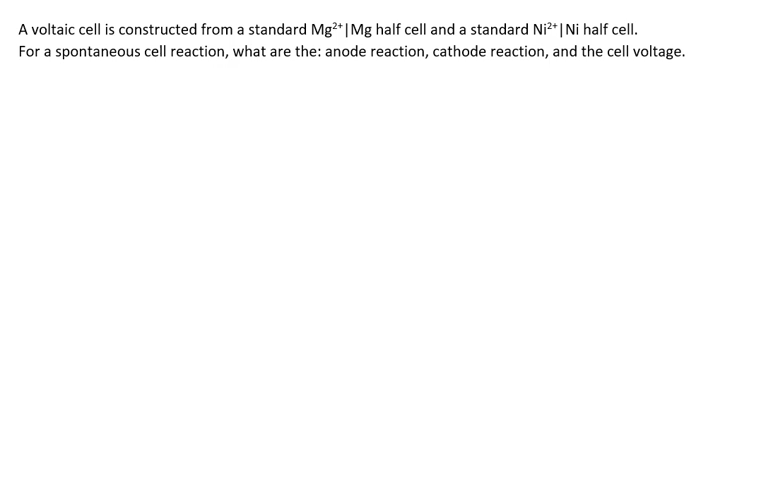 A voltaic cell is constructed from a standard Mg²⁺|Mg half cell and a standard Ni²⁺|Ni half cell.
For a spontaneous cell reaction, what are the: anode reaction, cathode reaction, and the cell voltage.